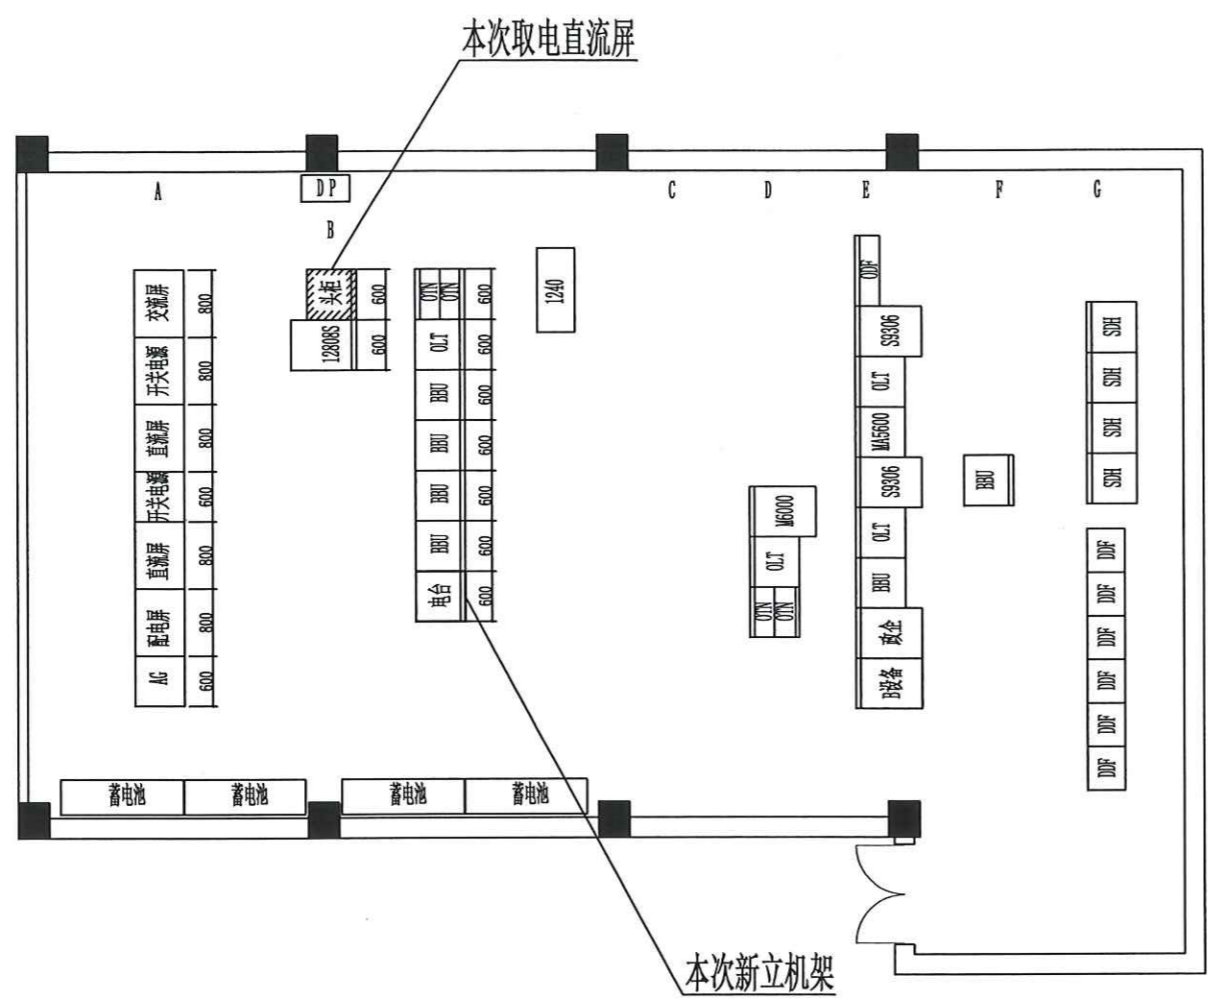 本次取电直流屏
A
DP
B
C
D
E
F
G
交流屏
800
开关电源
800
直流屏
800
开关电源
600
直流屏
800
配电屏
800
AG
600
头柜
600
12808S
600
OTN
OTN
600
OLT
600
BBU
600
BBU
600
BBU
600
BBU
600
电台
600
1240
M6000
OLT
OTN
OTN
ODF
S9306
OLT
MA5600
S9306
OLT
BBU
政企
B设备
BBU
SDH
SDH
SDH
SDH
DDF
DDF
DDF
DDF
DDF
DDF
蓄电池
蓄电池
蓄电池
蓄电池
本次新立机架